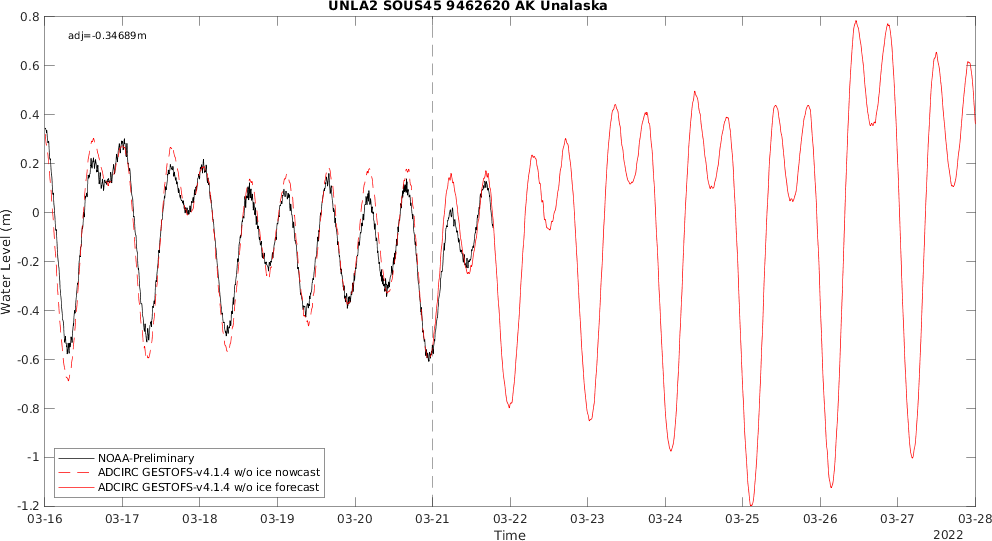 UNLA2 SOUS45 9462620 AK Unalaska
adj=-0.34689m
0.8
0.6
0.4
0.2
0
-0.2
-0.4
-0.6
-0.8
-1
-1.2
Water Level (m)
NOAA-Preliminary
ADCIRC GESTOFS-v4.1.4 w/o ice nowcast
ADCIRC GESTOFS-v4.1.4 w/o ice forecast
03-16 03-17 03-18 03-19 03-20 03-21 03-22 03-23 03-24 03-25 03-26 03-27 03-28
Time
2022